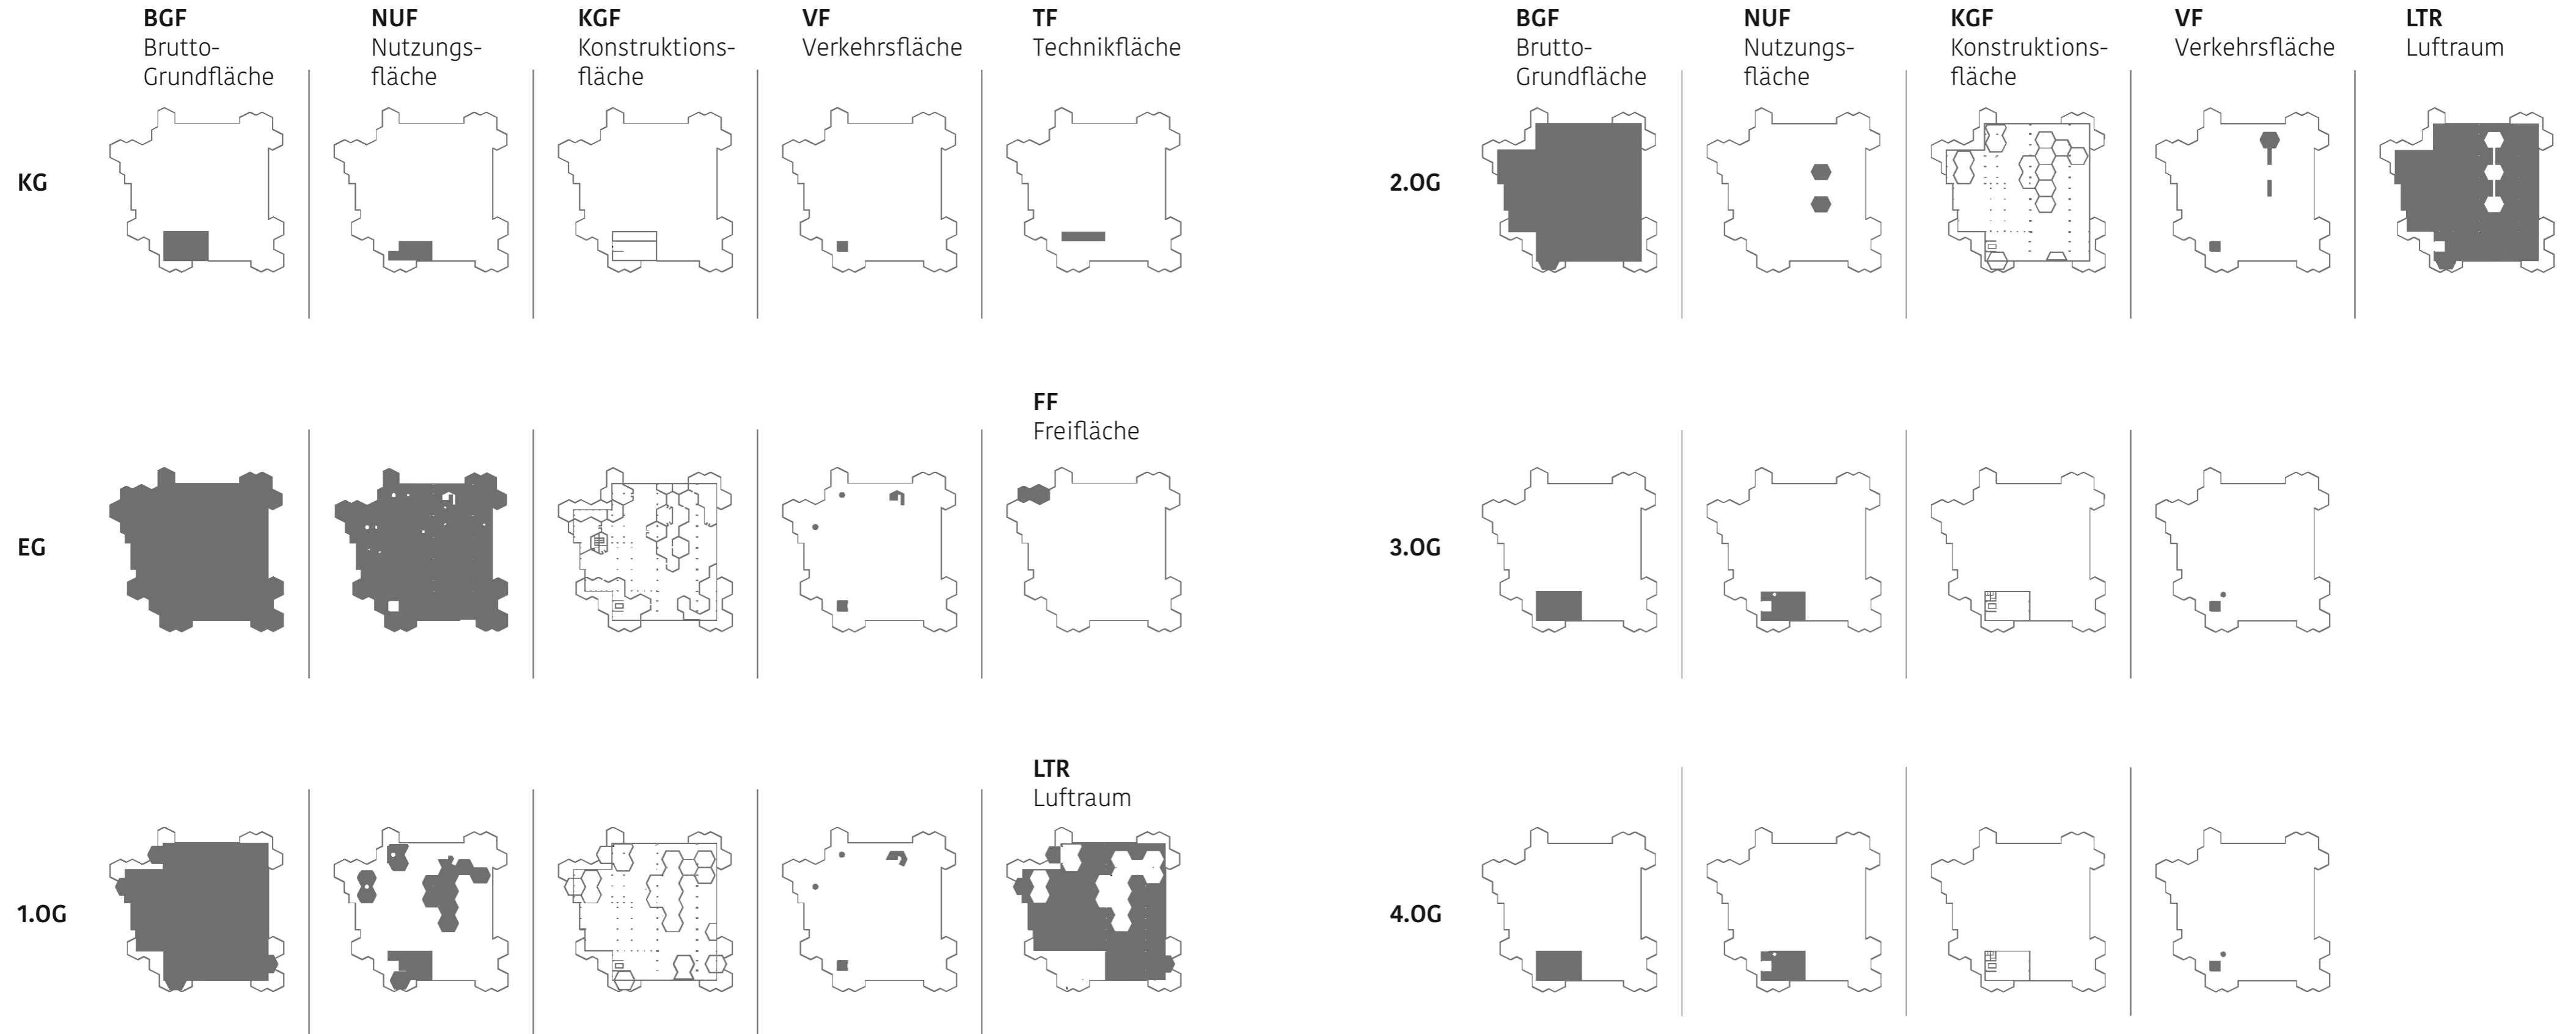 BGF
Brutto-
Grundfläche
NUF
Nutzungs-
fläche
KGF
Konstruktions-
fläche
VF
Verkehrsfläche
TF
Technikfläche
KG
FF
Freifläche
EG
LTR
Luftraum
1.OG
BGF
Brutto-
Grundfläche
NUF
Nutzungs-
fläche
KGF
Konstruktions-
fläche
VF
Verkehrsfläche
LTR
Luftraum
2.OG
3.OG
4.OG